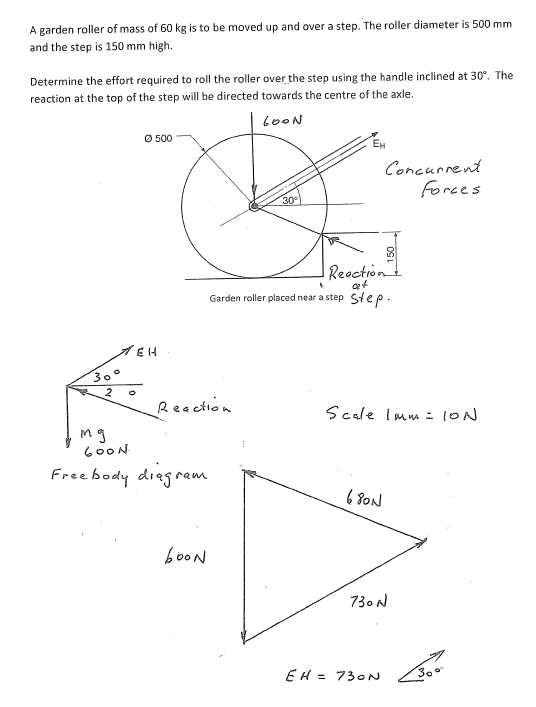 A garden roller of mass of 60 kg is to be moved up and over a step. The roller diameter is 500 mm
and the step is 150 mm high.
Determine the effort required to roll the roller over the step using the handle inclined at 30°. The
reaction at the top of the step will be directed towards the centre of the axle.
600N
Ø 500
EH
Concurrent
Forces
30°
150
Reaction
at
Garden roller placed near a step Step.
EH
30°
2 0
Reaction
Mg
600N
Free body diagram
Scale 1mm = 10N
680N
600N
730N
EH = 730N 30°